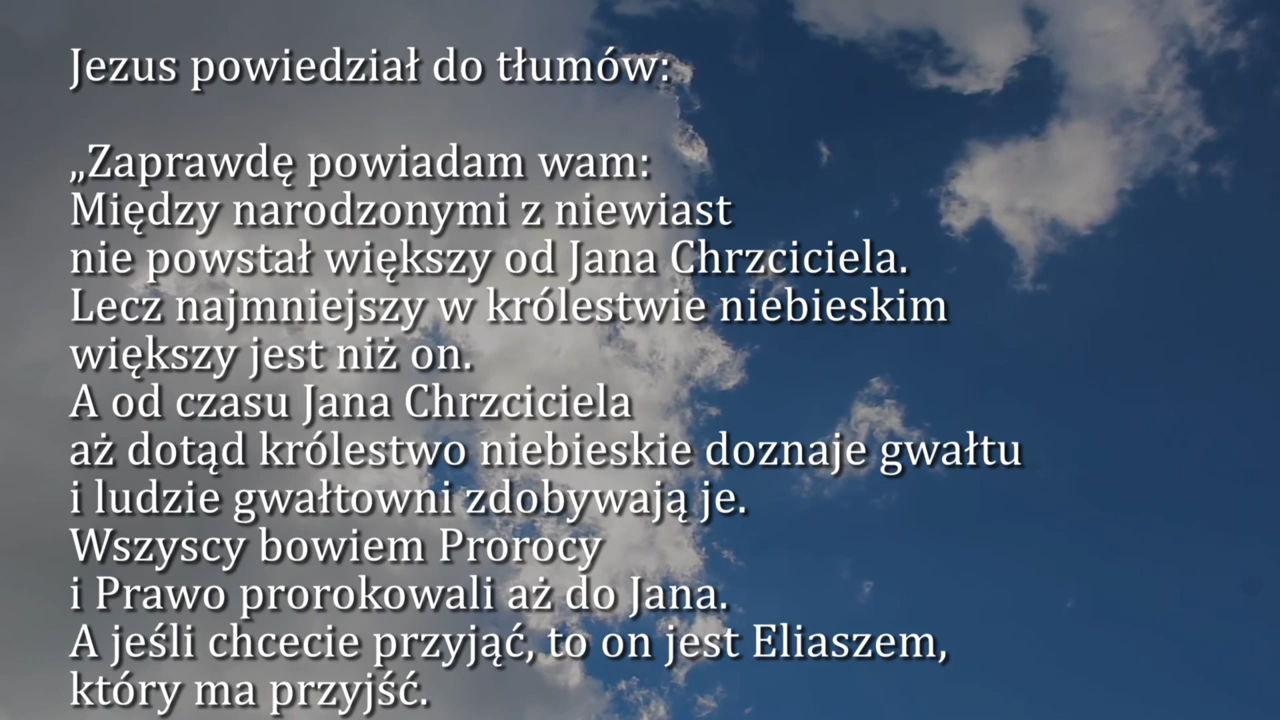 Jezus powiedział do tłumów:
„Zaprawdę powiadam wam:
Między narodzonymi z niewiast
nie powstał większy od Jana Chrzciciela.
Lecz najmniejszy w królestwie niebieskim
większy jest niż on.
A od czasu Jana Chrzciciela
aż dotąd królestwo niebieskie doznaje gwałtu
i ludzie gwałtowni zdobywają je.
Wszyscy bowiem Prorocy
i Prawo prorokowali aż do Jana.
A jeśli chcecie przyjąć, to on jest Eliaszem,
który ma przyjść.